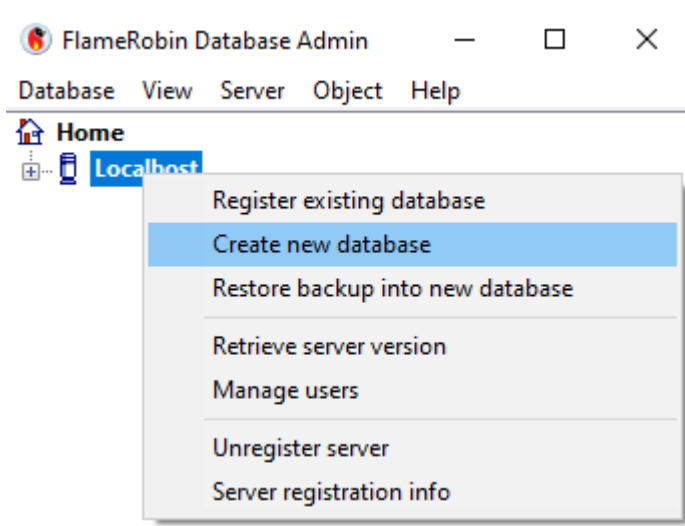 FlameRobin Database Admin
Database View Server Object Help
Home
Localhost
Register existing database
Create new database
Restore backup into new database
Retrieve server version
Manage users
Unregister server
Server registration info